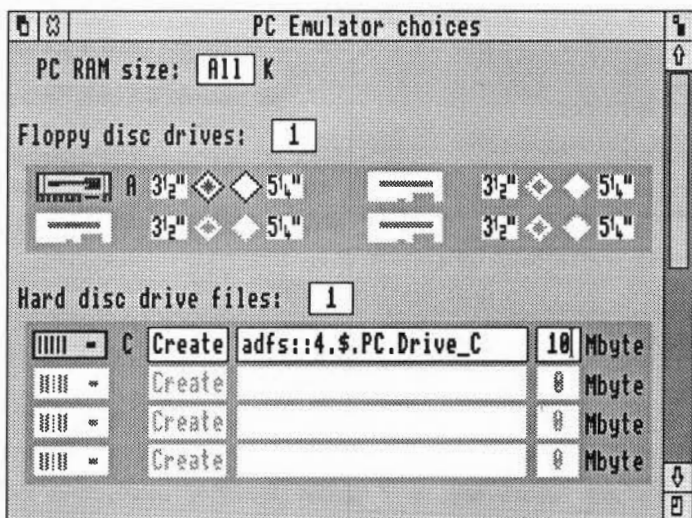 PC Emulator choices
PC RAM size: All K
Floppy disc drives: 1
A 3½" 5¼" 3½" 5¼"
3½" 5¼" 3½" 5¼"
Hard disc drive files: 1
C Create adfs::4.$.PC.Drive_C 10 Mbyte
Create 0 Mbyte
Create 0 Mbyte
Create 0 Mbyte